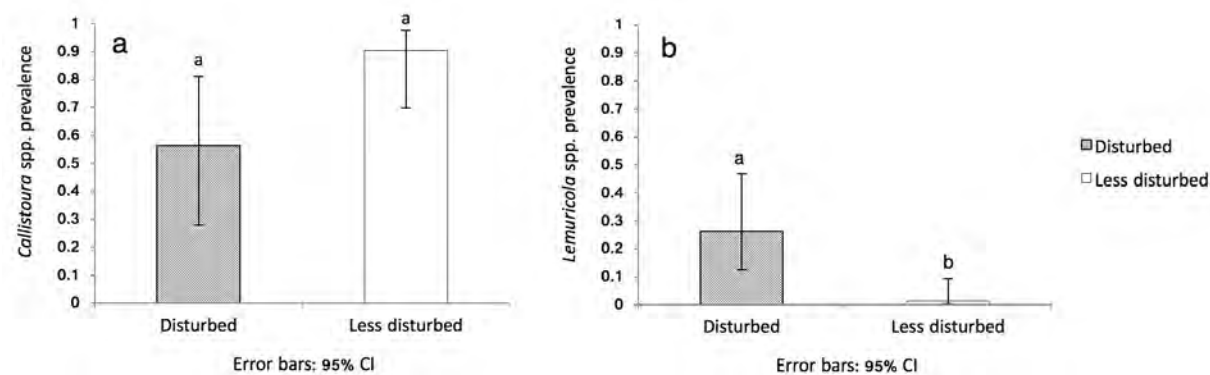 a
Callistoura spp. prevalence
1
0.9
0.8
0.7
0.6
0.5
0.4
0.3
0.2
0.1
0
a
a
Disturbed
Less disturbed
Error bars: 95% CI
b
Lemuricola spp. prevalence
1
0.9
0.8
0.7
0.6
0.5
0.4
0.3
0.2
0.1
0
a
b
Disturbed
Less disturbed
Error bars: 95% CI
Disturbed
Less disturbed